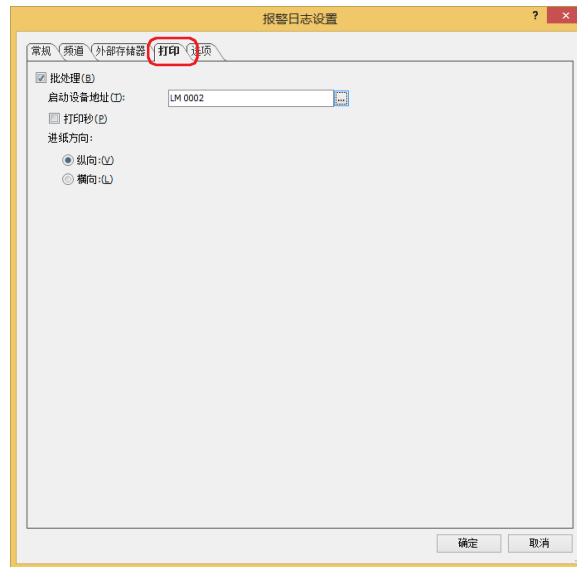 报警日志设置 ? ×
常规 频道 外部存储器 打印 选项
批处理(B)
启动设备地址(T): LM 0002 ...
打印秒(P)
进纸方向:
纵向:(V)
横向:(L)
确定 取消